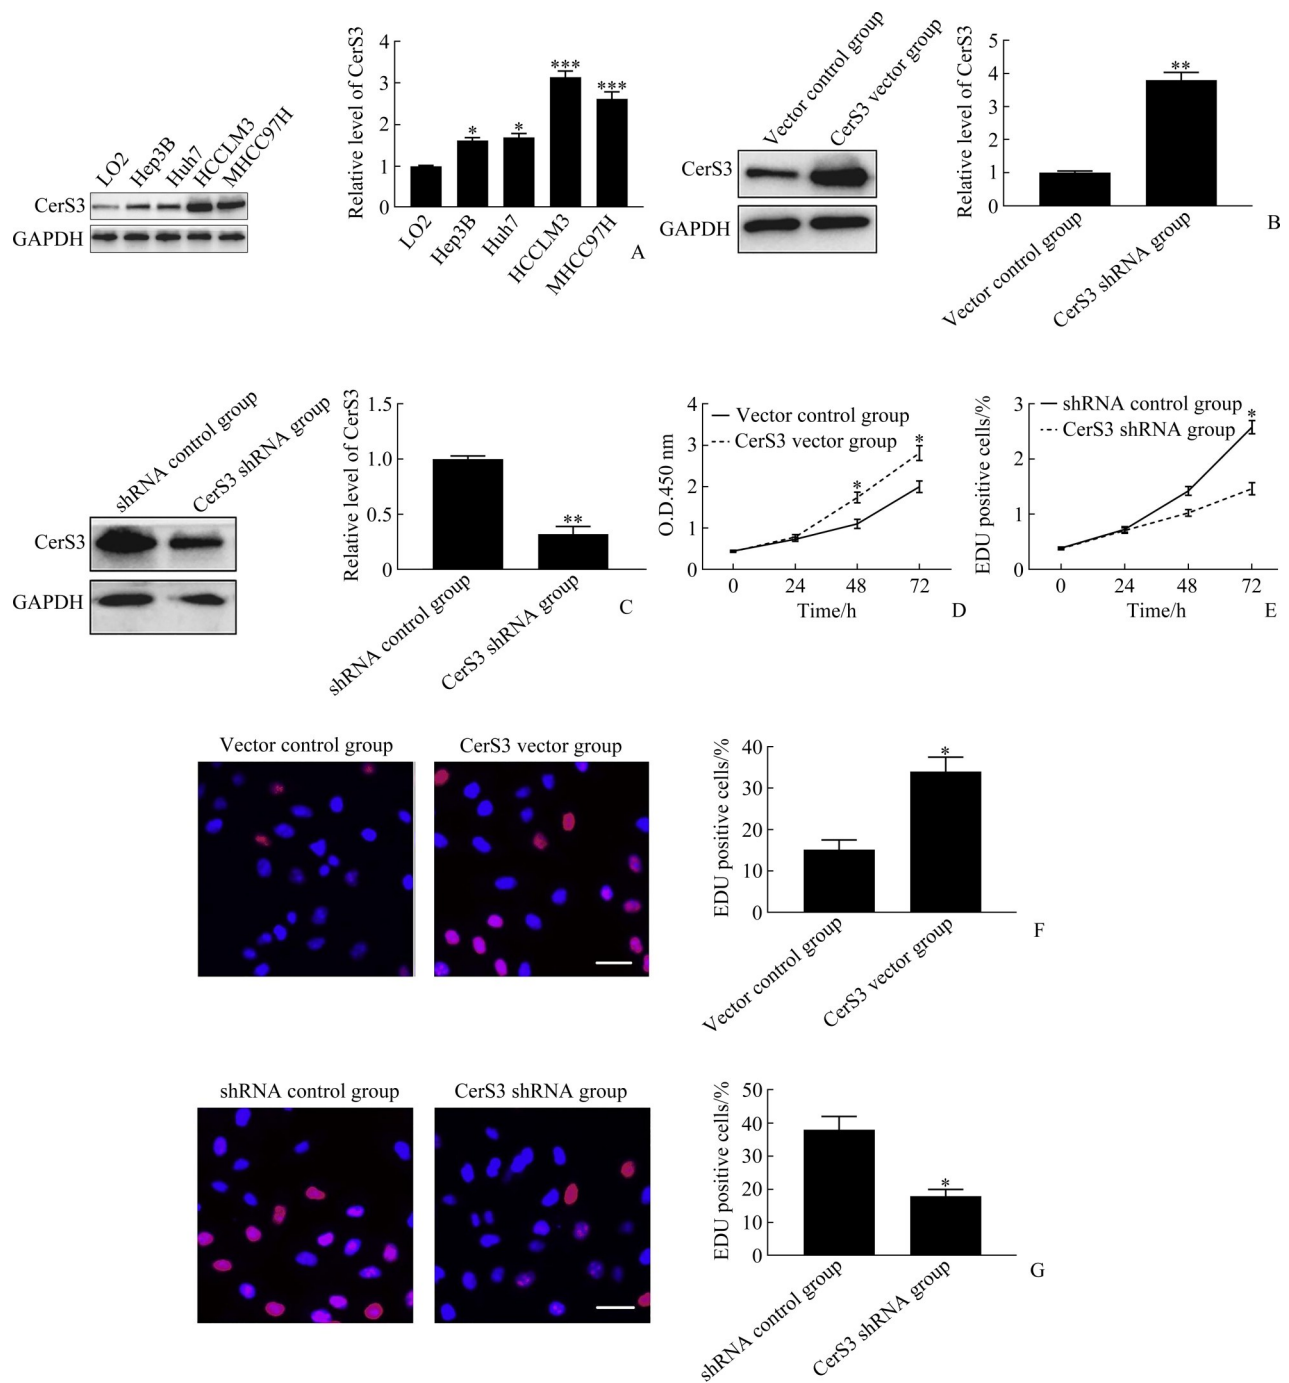 LO2
Hep3B
Huh7
HCCLM3
MHCC97H
CerS3
GAPDH
Relative level of CerS3
4
3
2
1
0
*
*
***
***
LO2
Hep3B
Huh7
HCCLM3
MHCC97H
A
Vector control group
CerS3 vector group
CerS3
GAPDH
Relative level of CerS3
5
4
3
2
1
0
**
Vector control group
CerS3 shRNA group
B
shRNA control group
CerS3 shRNA group
CerS3
GAPDH
Relative level of CerS3
1.5
1.0
0.5
0
**
shRNA control group
CerS3 shRNA group
C
O.D.450 nm
4
3
2
1
0
Vector control group
CerS3 vector group
*
*
0 24 48 72
Time/h
D
EDU positive cells/%
3
2
1
0
shRNA control group
CerS3 shRNA group
*
0 24 48 72
Time/h
E
Vector control group
CerS3 vector group
EDU positive cells/%
40
30
20
10
0
*
Vector control group
CerS3 vector group
F
shRNA control group
CerS3 shRNA group
EDU positive cells/%
50
40
30
20
10
0
*
shRNA control group
CerS3 shRNA group
G